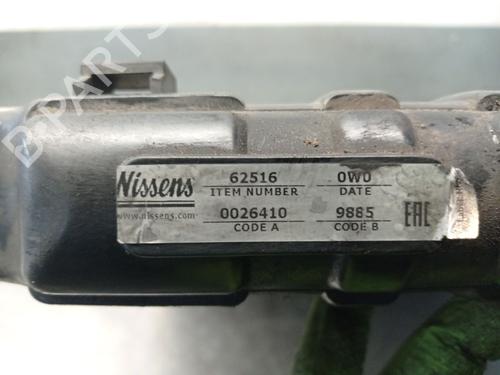 B-PARTS
Nissens
62516
0W0
ITEM NUMBER
DATE
www.nissens.com
0026410
9885
EAC
CODE A
CODE B